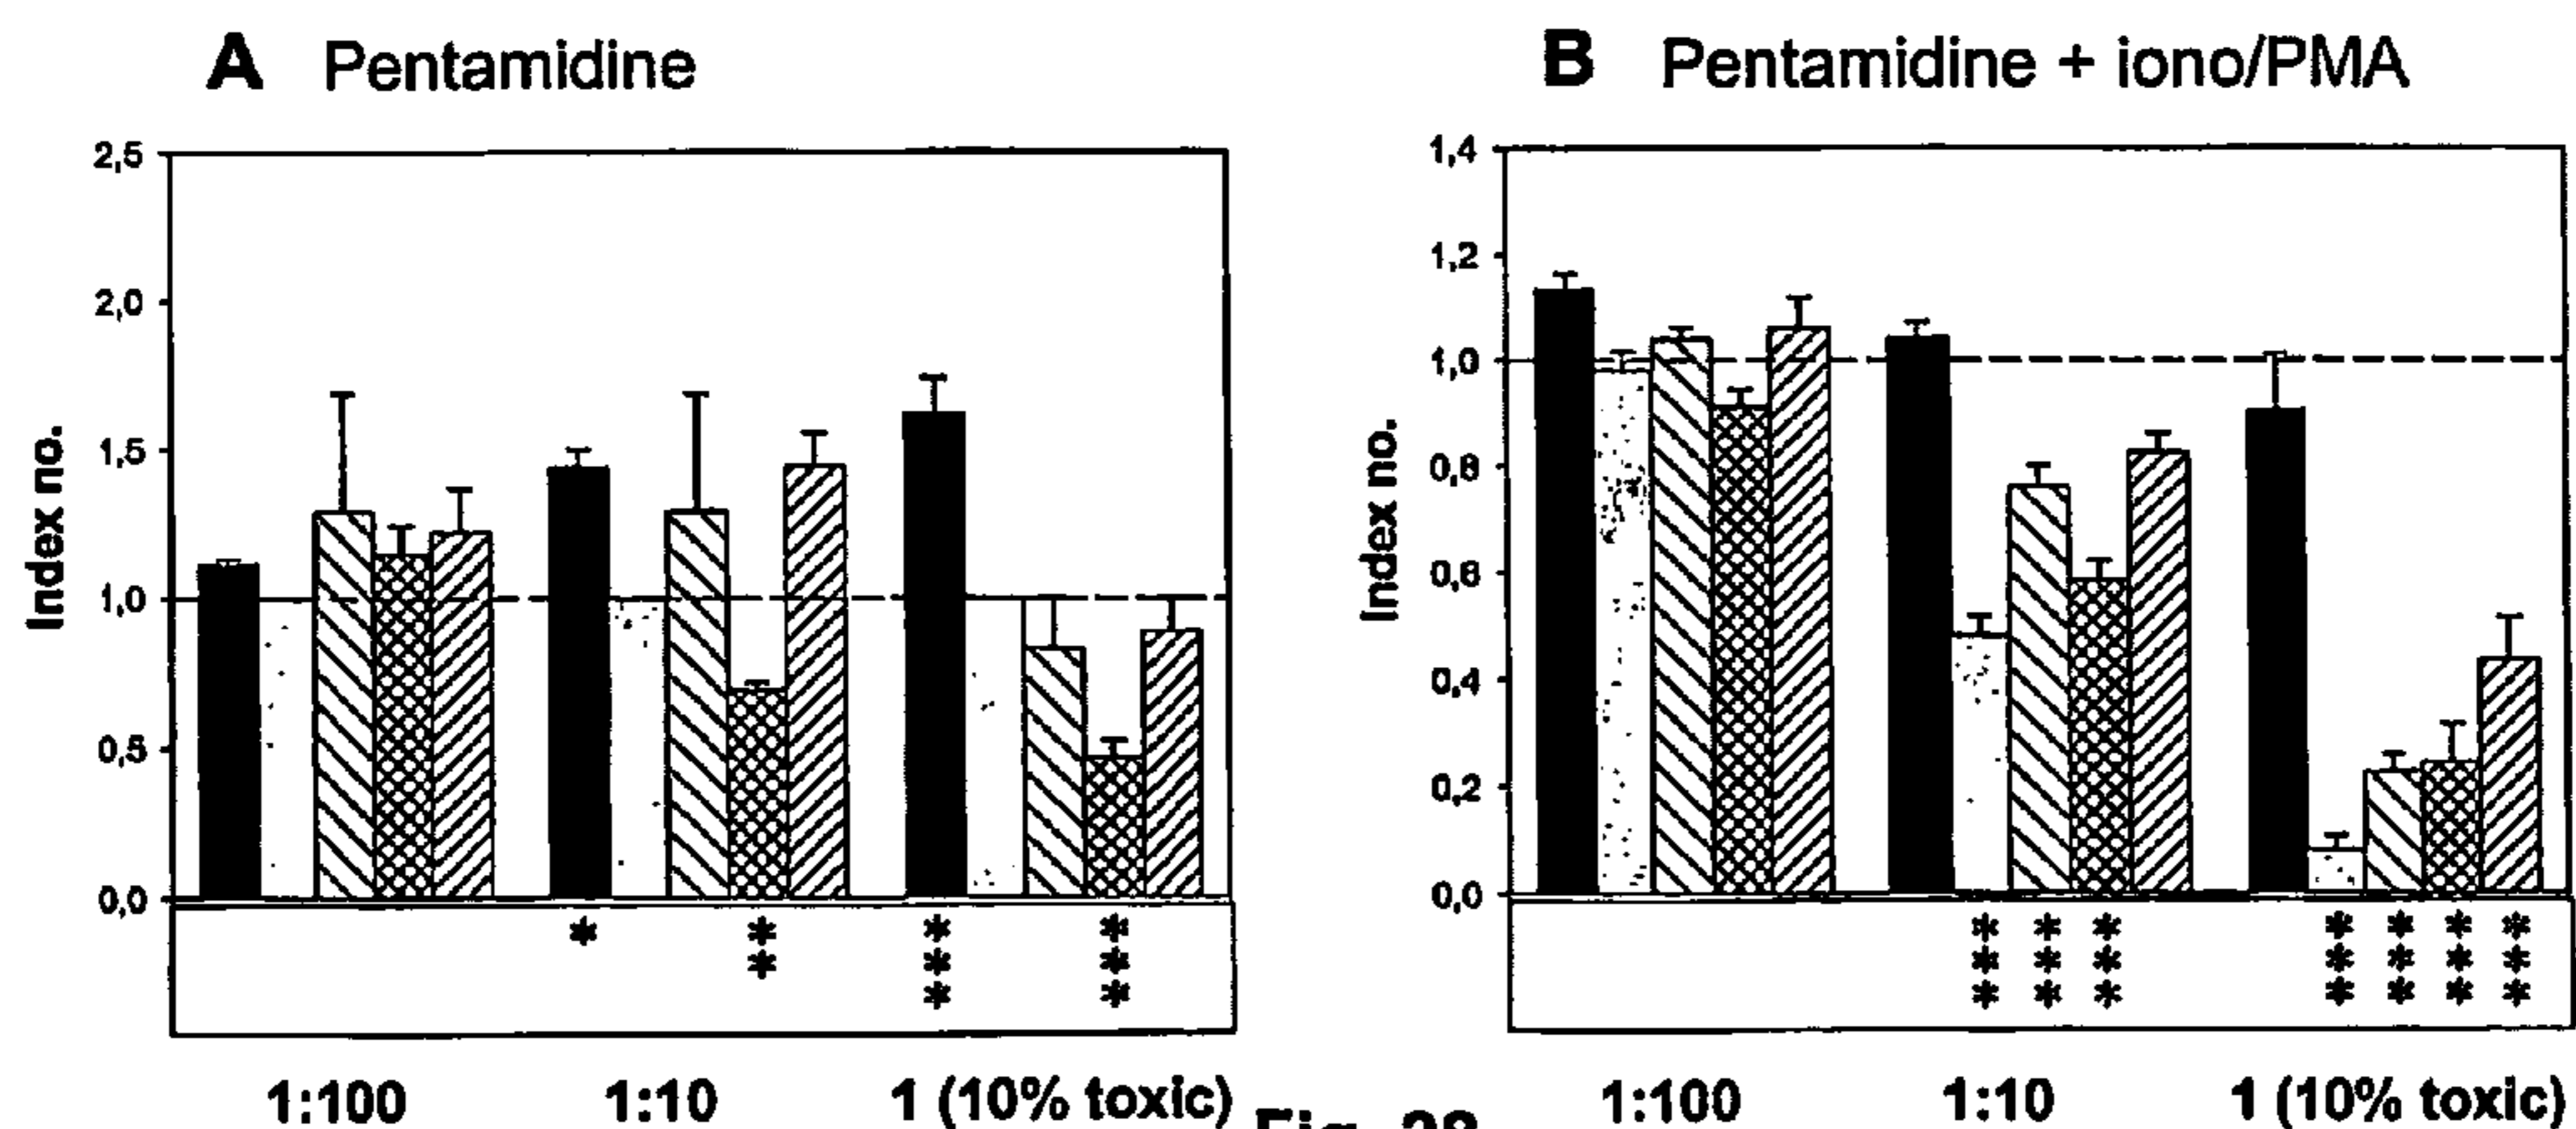 A Pentamidine
B Pentamidine + iono/PMA
Index no.
2,5
2,0
1,5
1,0
0,5
0,0
*
**
***
***
1:100 1:10 1 (10% toxic)
Index no.
1,4
1,2
1,0
0,8
0,6
0,4
0,2
0,0
*** *** *** *** *** *** ***
1:100 1:10 1 (10% toxic)